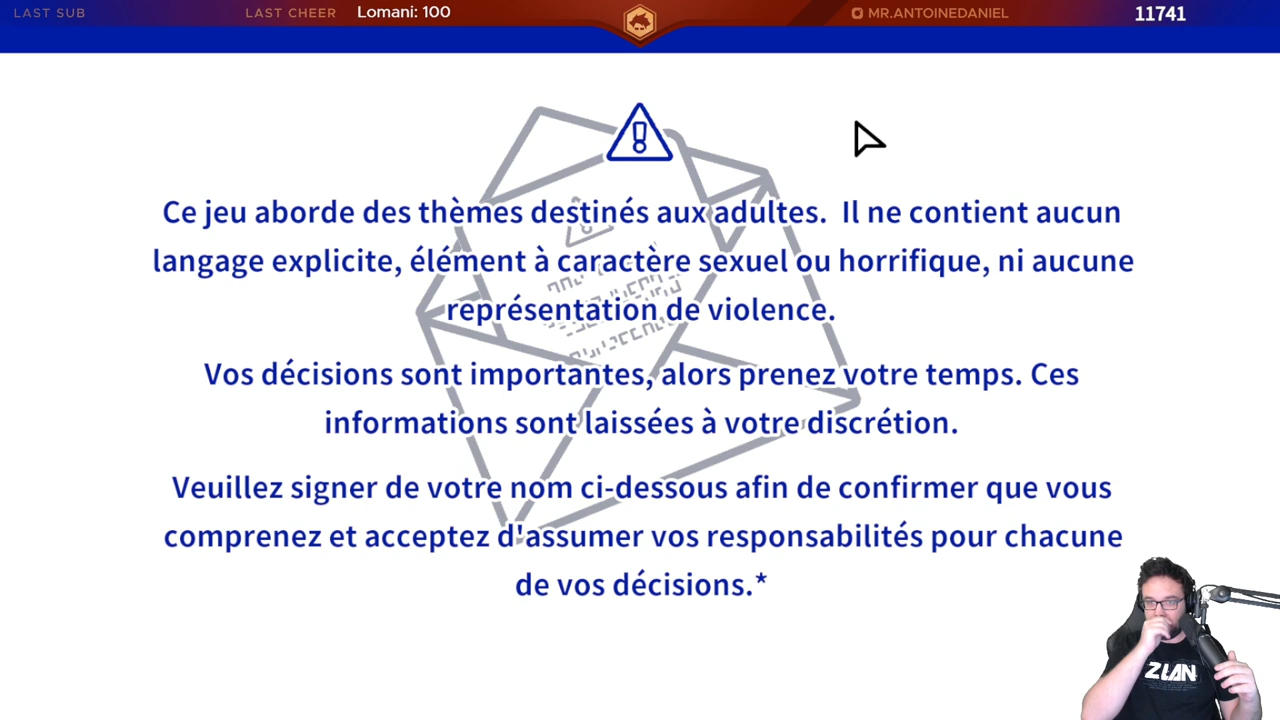 LAST SUB
LAST CHEER Lomani: 100
MR.ANTOINEDANIEL
11741
Ce jeu aborde des thèmes destinés aux adultes. Il ne contient aucun
langage explicite, élément à caractère sexuel ou horrifique, ni aucune
représentation de violence.
Vos décisions sont importantes, alors prenez votre temps. Ces
informations sont laissées à votre discrétion.
Veuillez signer de votre nom ci-dessous afin de confirmer que vous
comprenez et acceptez d'assumer vos responsabilités pour chacune
de vos décisions.*
ZLAN